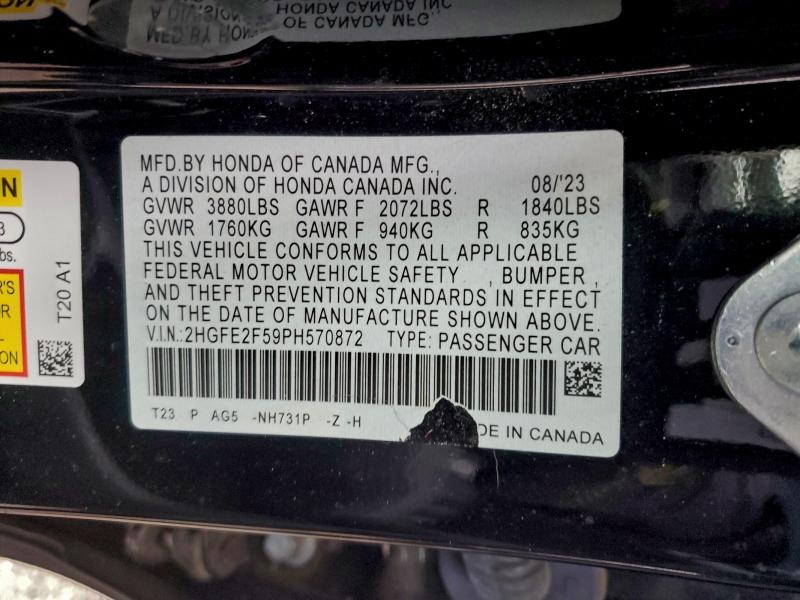 MFD.BY HONDA OF CANADA MFG.,
A DIVISION OF HONDA CANADA INC. 08/'23
GVWR 3880LBS GAWR F 2072LBS R 1840LBS
GVWR 1760KG GAWR F 940KG R 835KG
THIS VEHICLE CONFORMS TO ALL APPLICABLE
FEDERAL MOTOR VEHICLE SAFETY , BUMPER ,
AND THEFT PREVENTION STANDARDS IN EFFECT
ON THE DATE OF MANUFACTURE SHOWN ABOVE.
V.I.N.:2HGFE2F59PH570872 TYPE: PASSENGER CAR
T23 P AG5 -NH731P -Z -H
DE IN CANADA
T20 A1